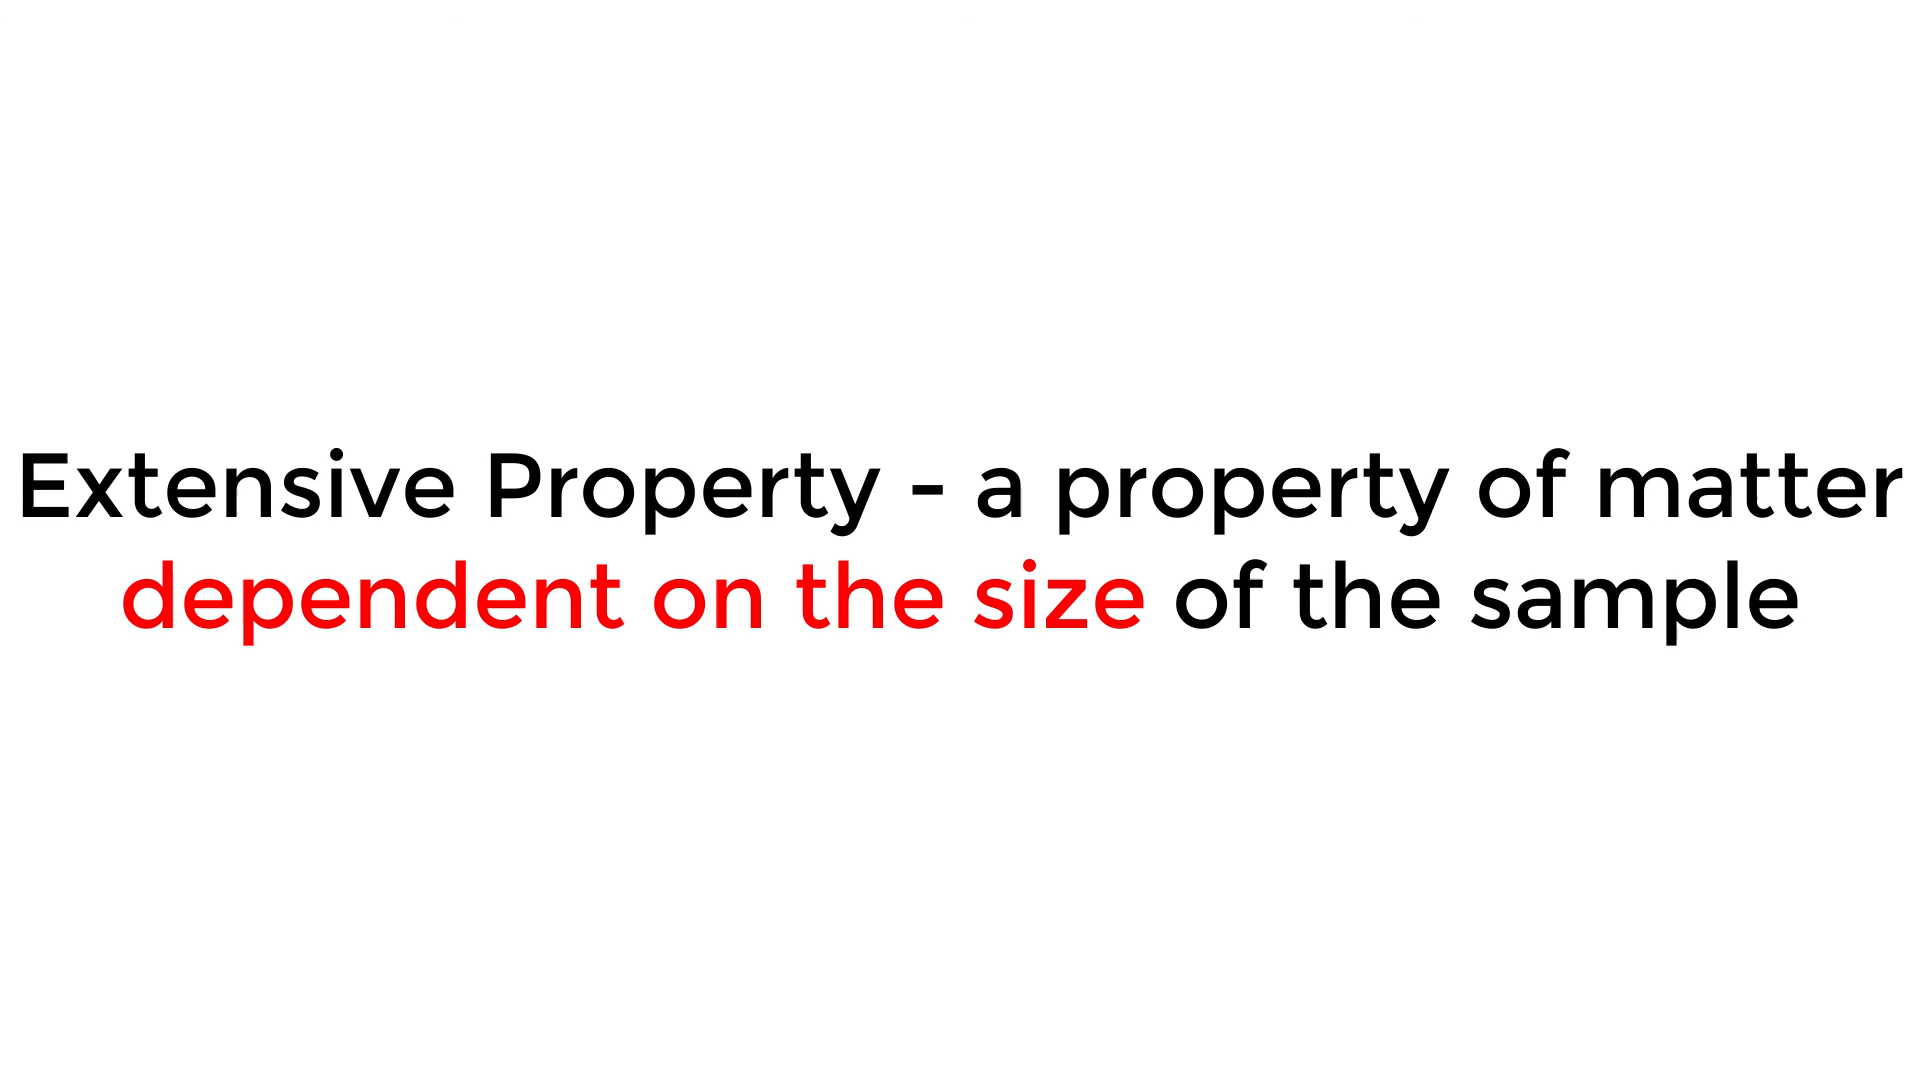 Extensive Property - a property of matter
dependent on the size of the sample